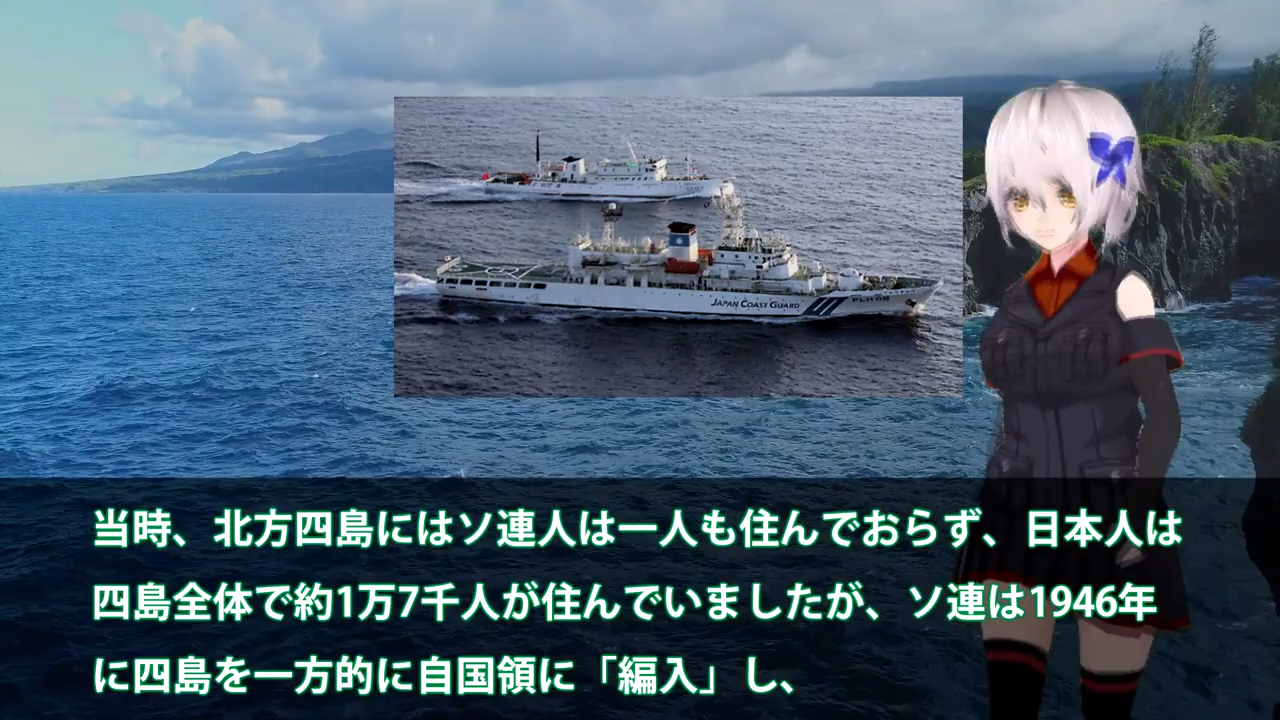 JAPAN COAST GUARD
当時、北方四島にはソ連人は一人も住んでおらず、日本人は
四島全体で約1万7千人が住んでいましたが、ソ連は1946年
に四島を一方的に自国領に「編入」し、